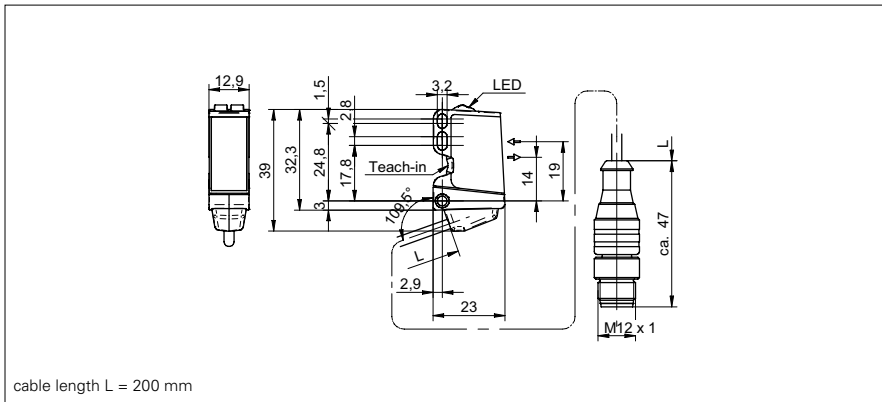 12,9
1,5
3,2
2,8
LED
39
32,3
24,8
17,8
3
Teach-in
14
19
109,5°
L
2,9
23
L
ca. 47
M12 x 1
cable length L = 200 mm